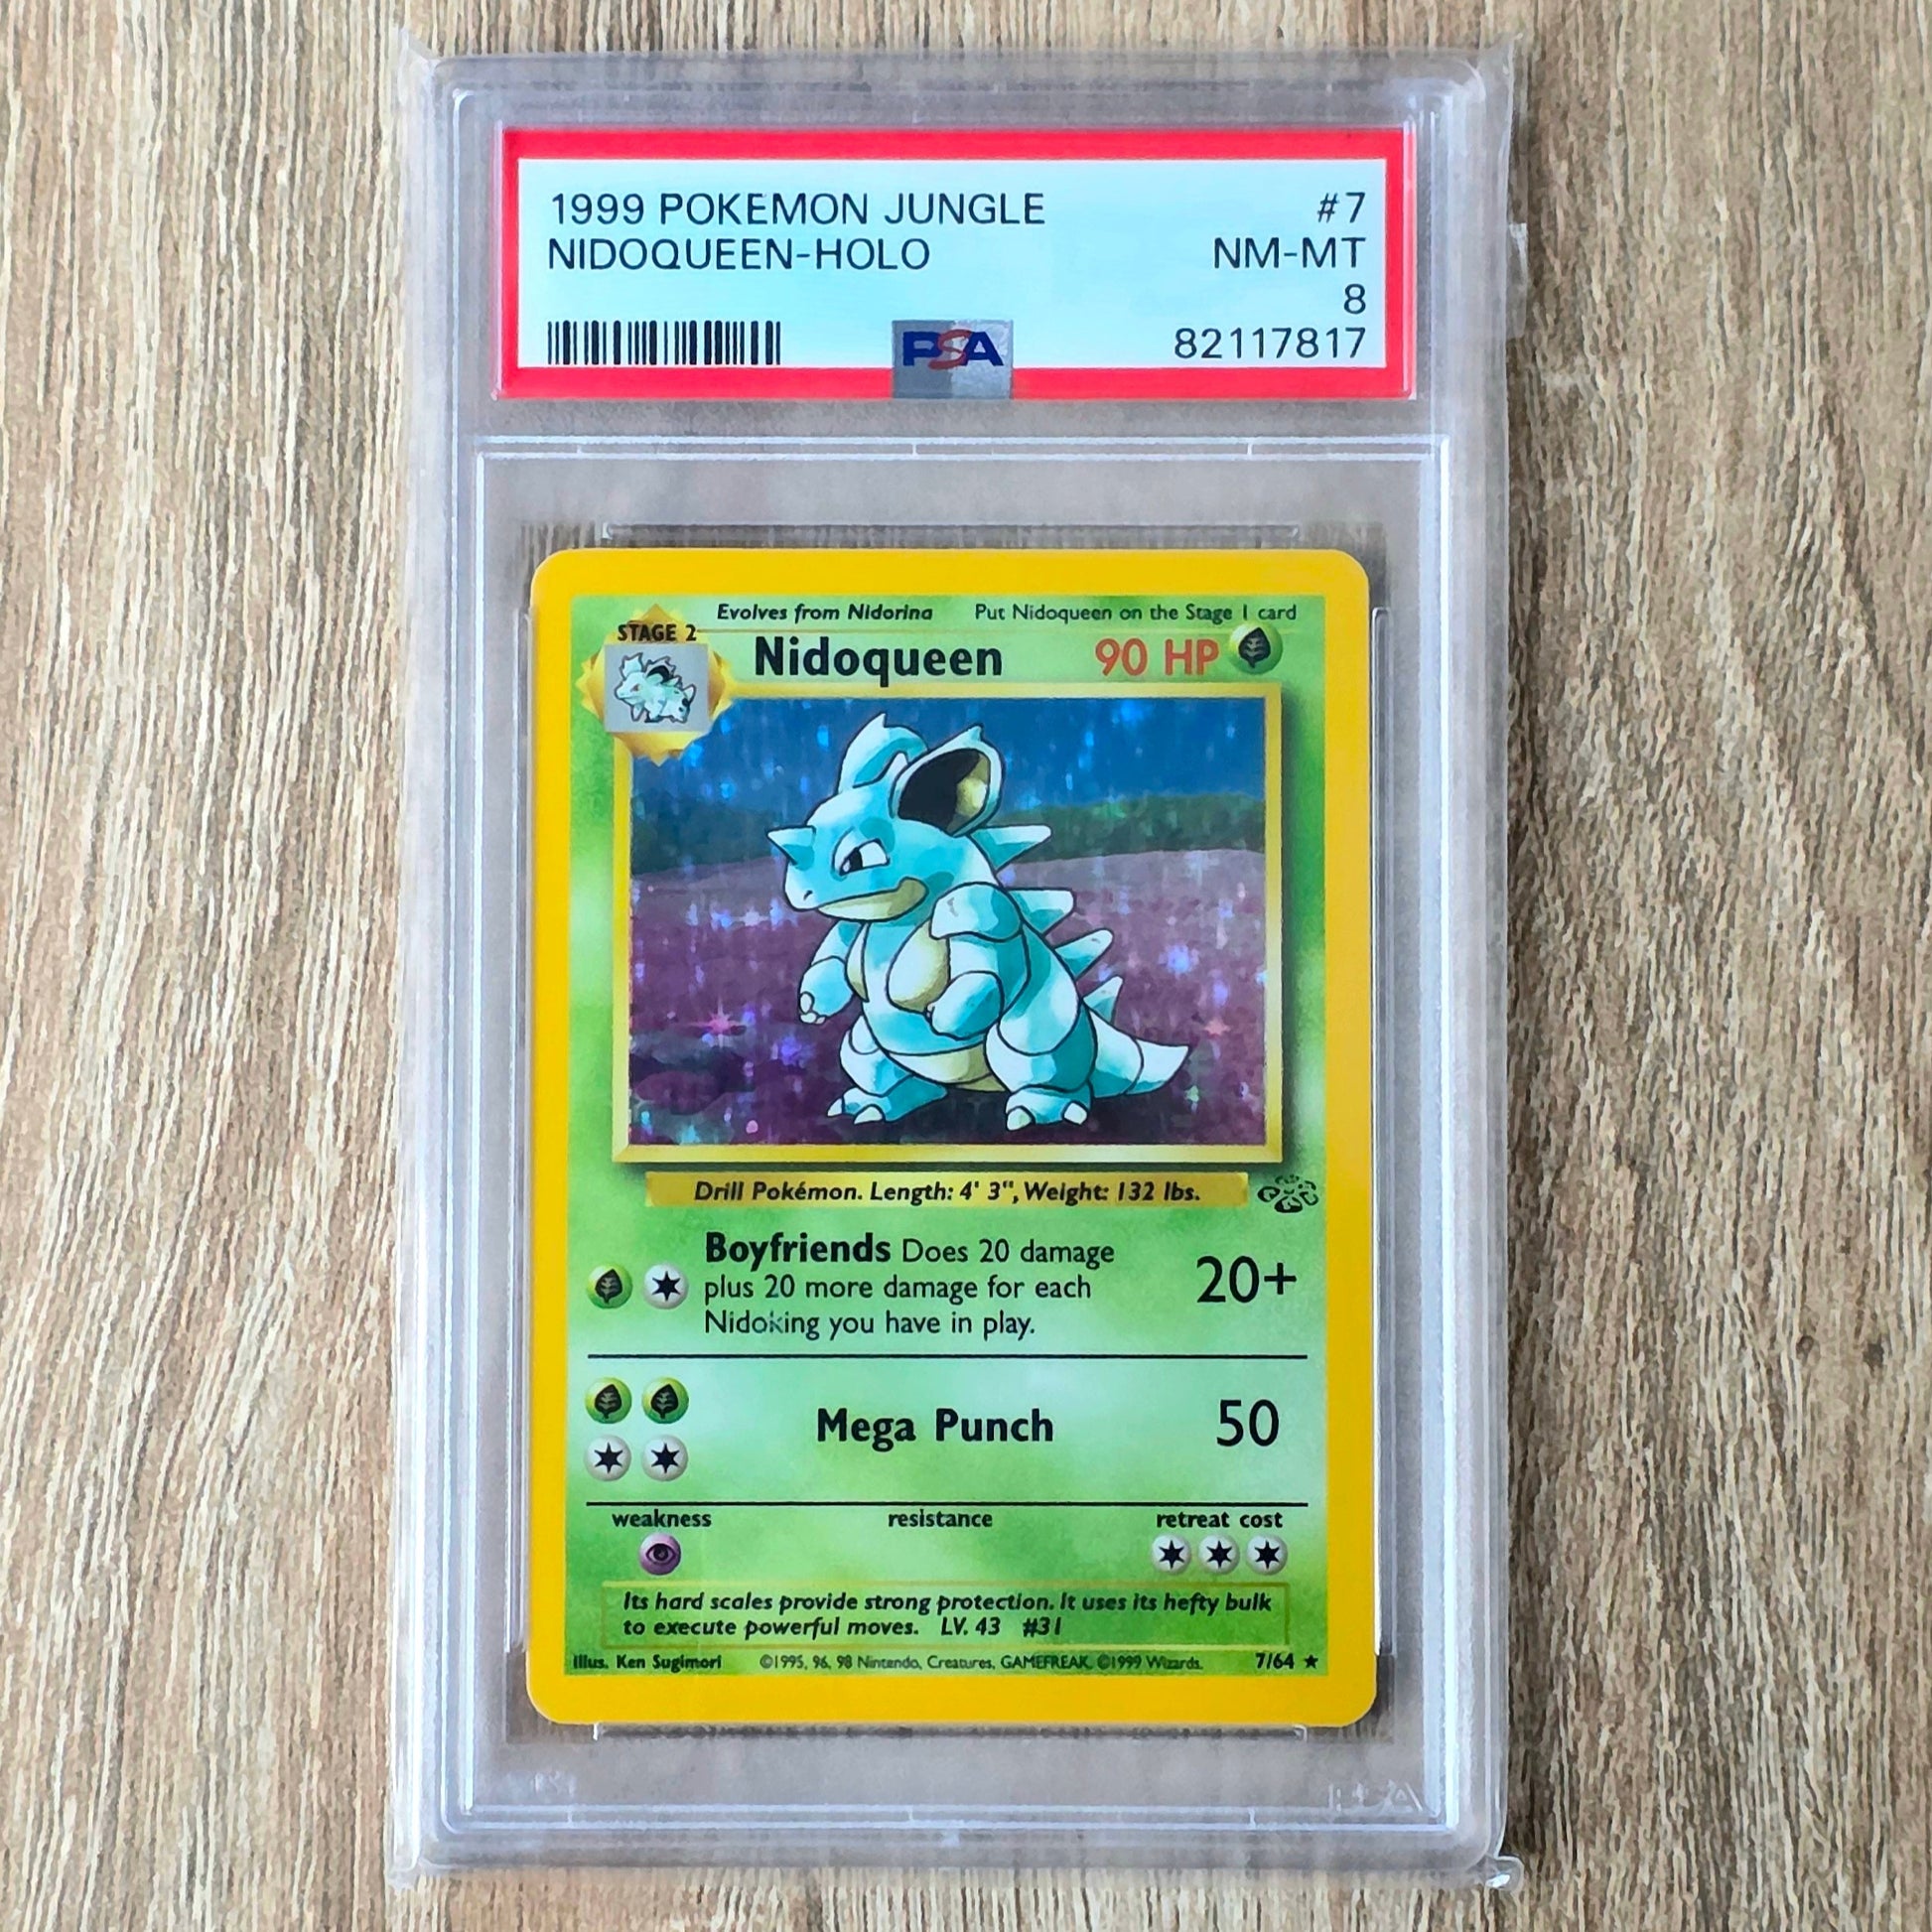 1999 POKEMON JUNGLE #7
NIDOQUEEN-HOLO NM-MT
8
PSA 82117817
Evolves from Nidorina Put Nidoqueen on the Stage 1 card
STAGE 2
Nidoqueen 90 HP
Drill Pokémon. Length: 4' 3", Weight: 132 lbs.
Boyfriends Does 20 damage
plus 20 more damage for each
Nidoking you have in play.
20+
Mega Punch 50
weakness resistance retreat cost
Its hard scales provide strong protection. It uses its hefty bulk
to execute powerful moves. LV. 43 #31
Illus. Ken Sugimori ©1995, 96, 98 Nintendo, Creatures, GAMEFREAK. ©1999 Wizards. 7/64 ★